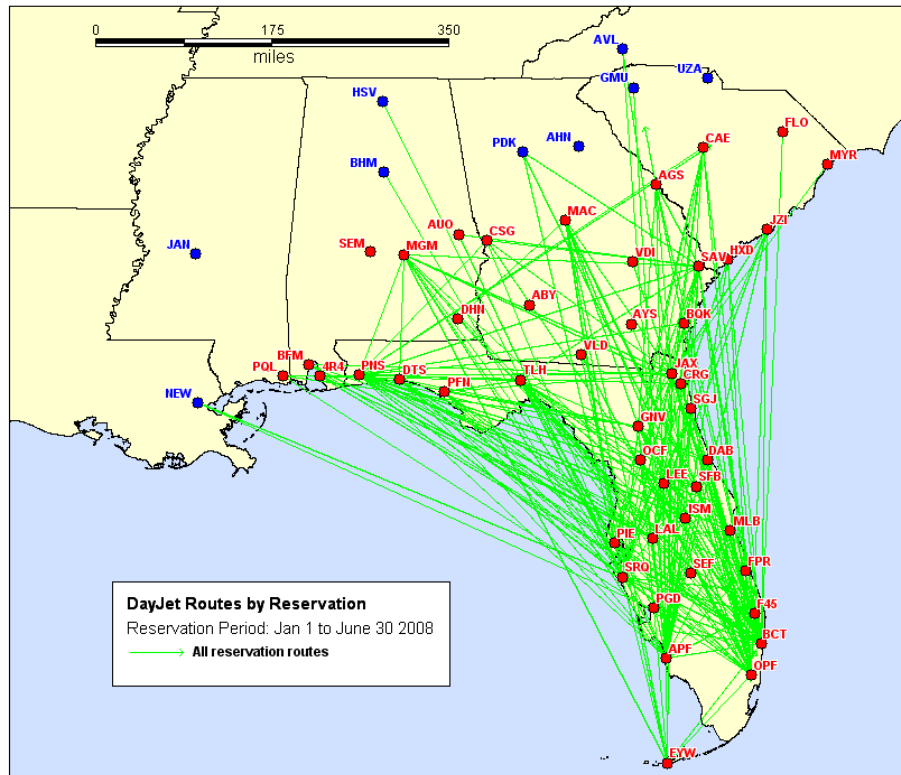 0 175 350
miles
AVL
GMU
UZA
HSV
FLO
PDK
AHN
CAE
MYR
BHM
AGS
MAC
JZI
AUO
CSG
JAN
SEM
MGM
VDI
SAV
HXD
ABY
DHN
AYS
BQK
VLD
BFM
PQL
4R4
PNS
DTS
TLH
JAX
CRG
PFN
NEW
SGJ
GNV
OCF
DAB
LEE
SFB
ISM
MLB
PIE
LAL
SRQ
SEF
FPR
PGD
F45
BCT
APF
OPF
EYW
DayJet Routes by Reservation
Reservation Period: Jan 1 to June 30 2008
All reservation routes